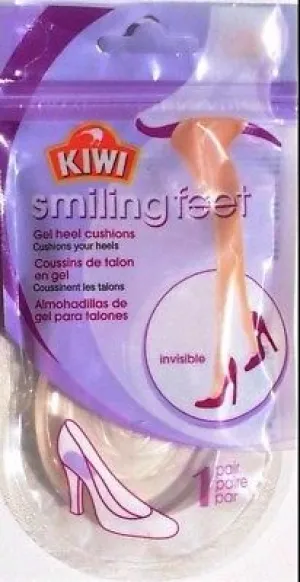 KIWI
smiling feet
Gel heel cushions
Cushions your heels
Coussins de talon
en gel
Coussinent les talons
Almohadillas de
gel para talones
invisible
1 pair
paire
par